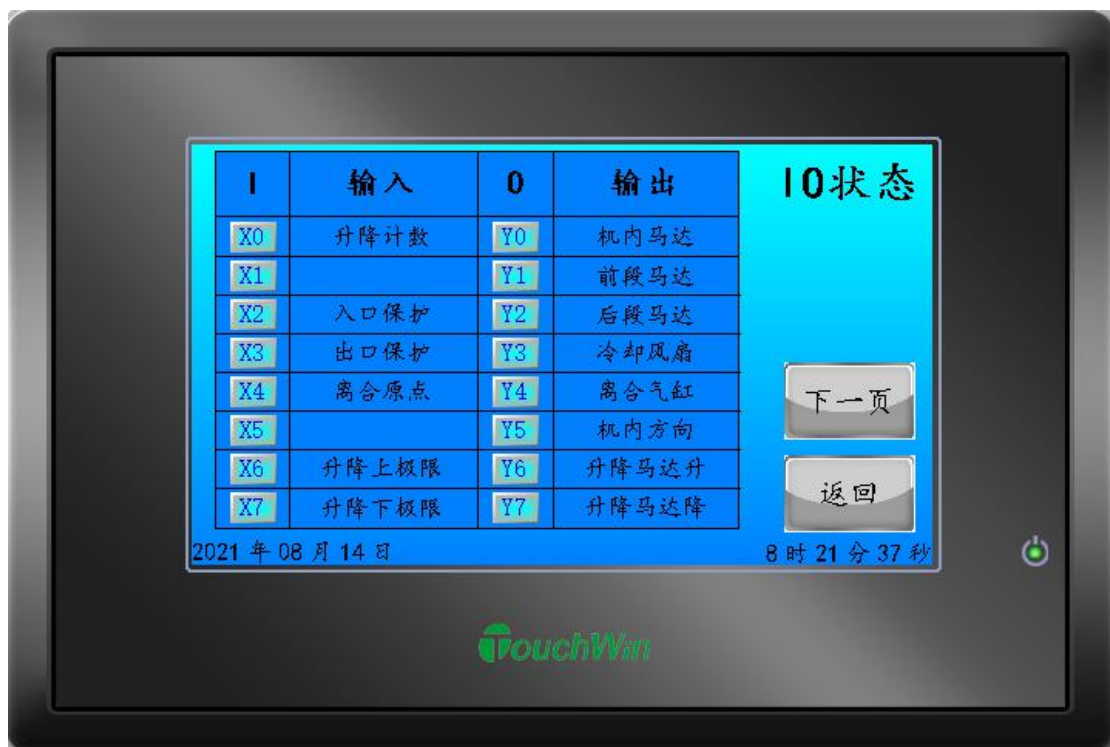 I 输入 O 输出 IO状态
X0 升降计数 Y0 机内马达
X1 Y1 前段马达
X2 入口保护 Y2 后段马达
X3 出口保护 Y3 冷却风扇
X4 离合原点 Y4 离合气缸
下一页
X5 Y5 机内方向
X6 升降上极限 Y6 升降马达升
返回
X7 升降下极限 Y7 升降马达降
2021 年 08 月 14 日 8 时 21 分 37 秒
TouchWin